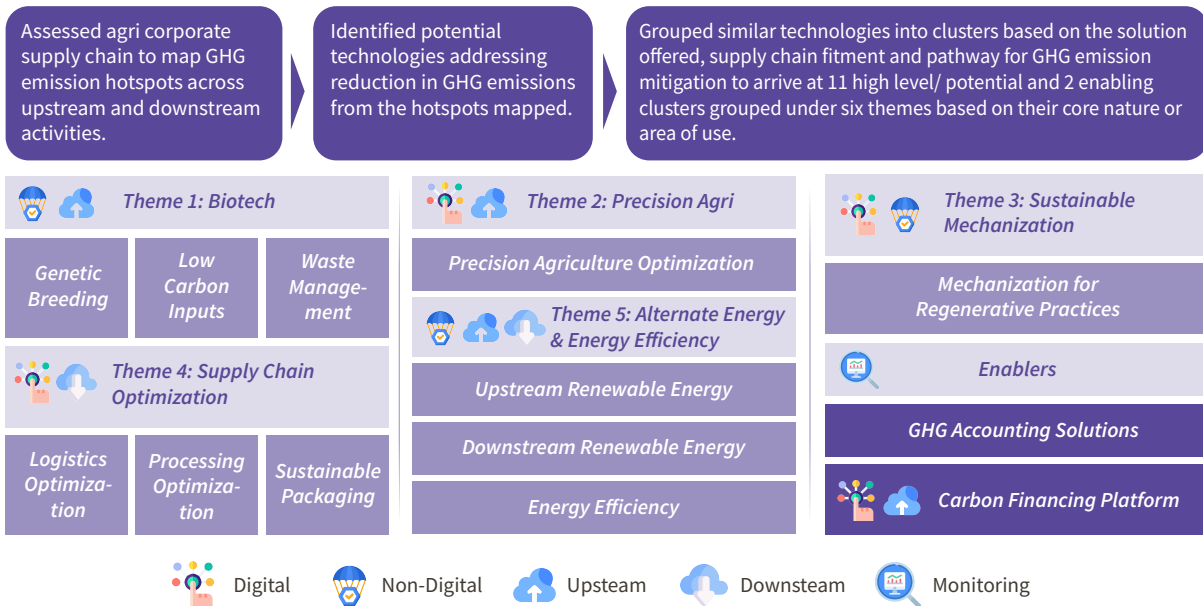 Assessed agri corporate
supply chain to map GHG
emission hotspots across
upstream and downstream
activities.
Identified potential
technologies addressing
reduction in GHG emissions
from the hotspots mapped.
Grouped similar technologies into clusters based on the solution
offered, supply chain fitment and pathway for GHG emission
mitigation to arrive at 11 high level/ potential and 2 enabling
clusters grouped under six themes based on their core nature or
area of use.
Theme 1: Biotech
Genetic
Breeding
Low
Carbon
Inputs
Waste
Manage-
ment
Theme 4: Supply Chain
Optimization
Logistics
Optimiza-
tion
Processing
Optimiza-
tion
Sustainable
Packaging
Theme 2: Precision Agri
Precision Agriculture Optimization
Theme 5: Alternate Energy
& Energy Efficiency
Upstream Renewable Energy
Downstream Renewable Energy
Energy Efficiency
Theme 3: Sustainable
Mechanization
Mechanization for
Regenerative Practices
Enablers
GHG Accounting Solutions
Carbon Financing Platform
Digital
Non-Digital
Upsteam
Downsteam
Monitoring